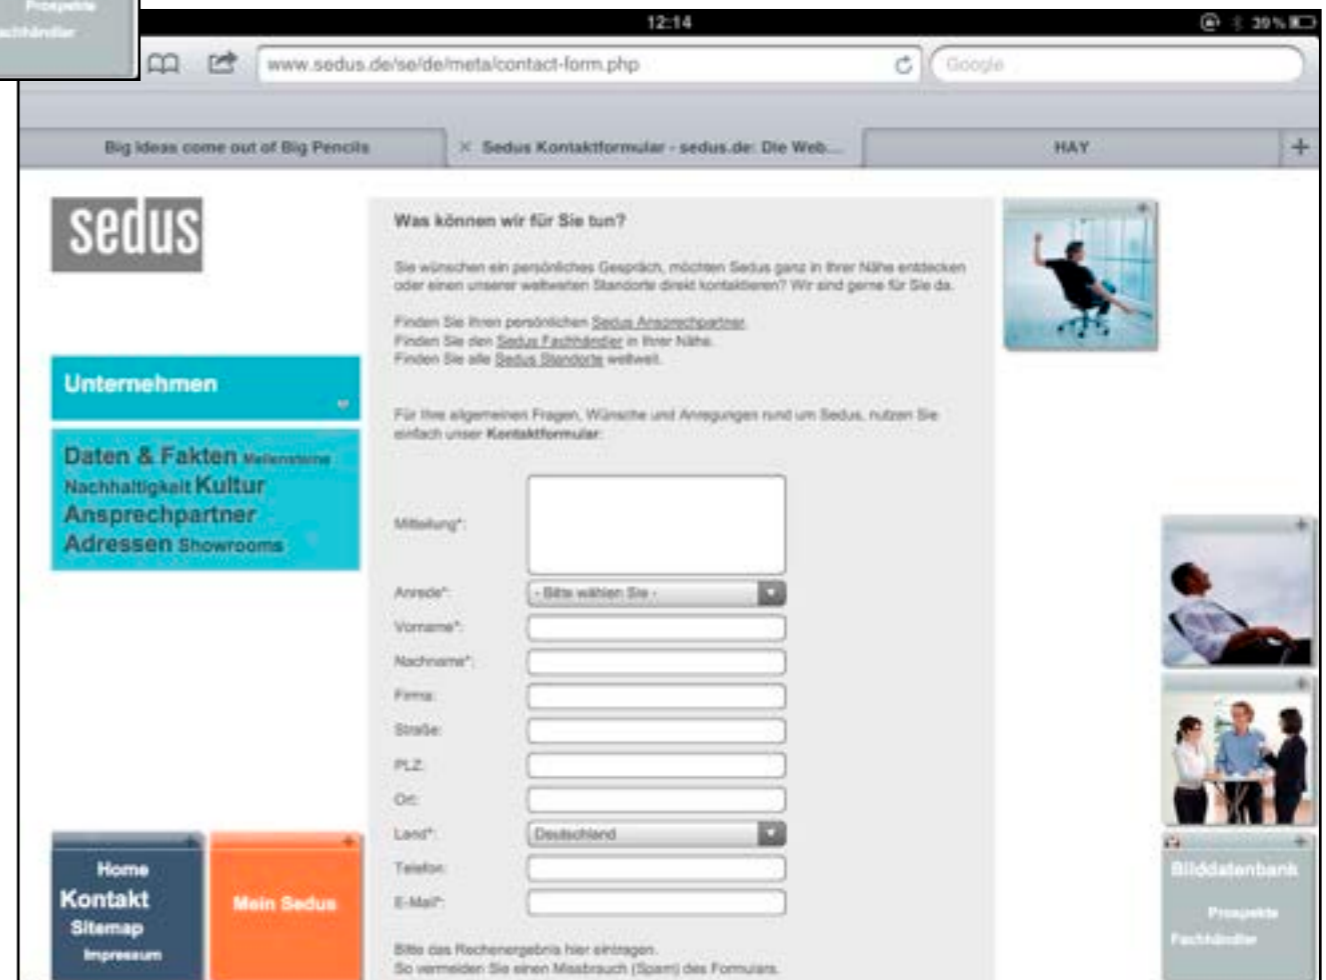 Prospekte
Fachhändler
12:14
39%
www.sedus.de/se/de/meta/contact-form.php
Google
Big Ideas come out of Big Pencils
× Sedus Kontaktformular - sedus.de: Die Web...
HAY
+
sedus
Unternehmen
Daten & Fakten Meilensteine
Nachhaltigkeit Kultur
Ansprechpartner
Adressen Showrooms
Was können wir für Sie tun?
Sie wünschen ein persönliches Gespräch, möchten Sedus ganz in Ihrer Nähe entdecken
oder einen unserer weltweiten Standorte direkt kontaktieren? Wir sind gerne für Sie da.
Finden Sie Ihren persönlichen Sedus Ansprechpartner.
Finden Sie den Sedus Fachhändler in Ihrer Nähe.
Finden Sie alle Sedus Standorte weltweit.
Für Ihre allgemeinen Fragen, Wünsche und Anregungen rund um Sedus, nutzen Sie
einfach unser Kontaktformular:
Mitteilung*:
Anrede*: - Bitte wählen Sie -
Vorname*:
Nachname*:
Firma:
Straße:
PLZ:
Ort:
Land*: Deutschland
Telefon:
E-Mail*:
Bitte das Rechenergebnis hier eintragen.
So vermeiden Sie einen Missbrauch (Spam) des Formulars.
Home
Kontakt
Sitemap
Impressum
Mein Sedus
Bilddatenbank
Prospekte
Fachhändler